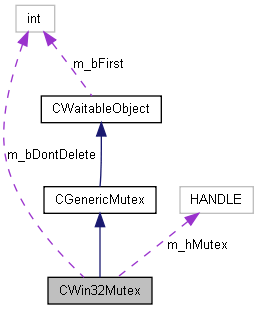 int
m_bFirst
CWaitableObject
m_bDontDelete
CGenericMutex
HANDLE
m_hMutex
CWin32Mutex